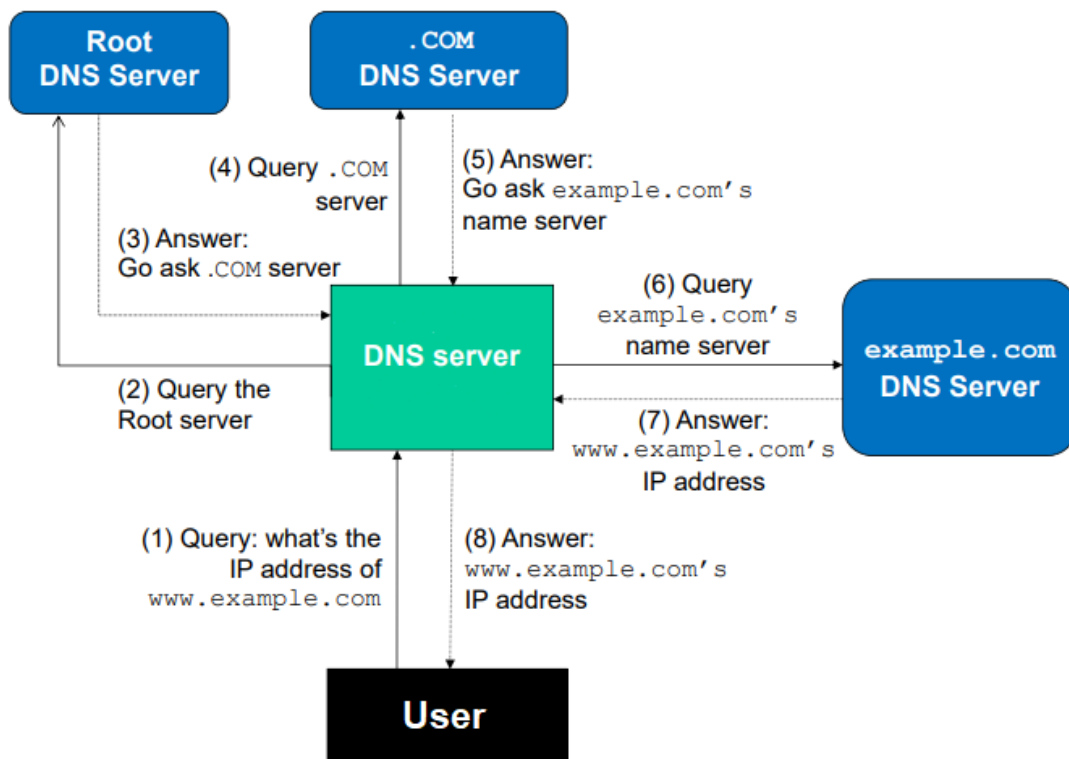 Root
DNS Server
.COM
DNS Server
(4) Query .COM
server
(5) Answer:
Go ask example.com’s
name server
(3) Answer:
Go ask .COM server
(6) Query
example.com’s
name server
DNS server
example.com
DNS Server
(2) Query the
Root server
(7) Answer:
www.example.com’s
IP address
(1) Query: what’s the
IP address of
www.example.com
(8) Answer:
www.example.com’s
IP address
User